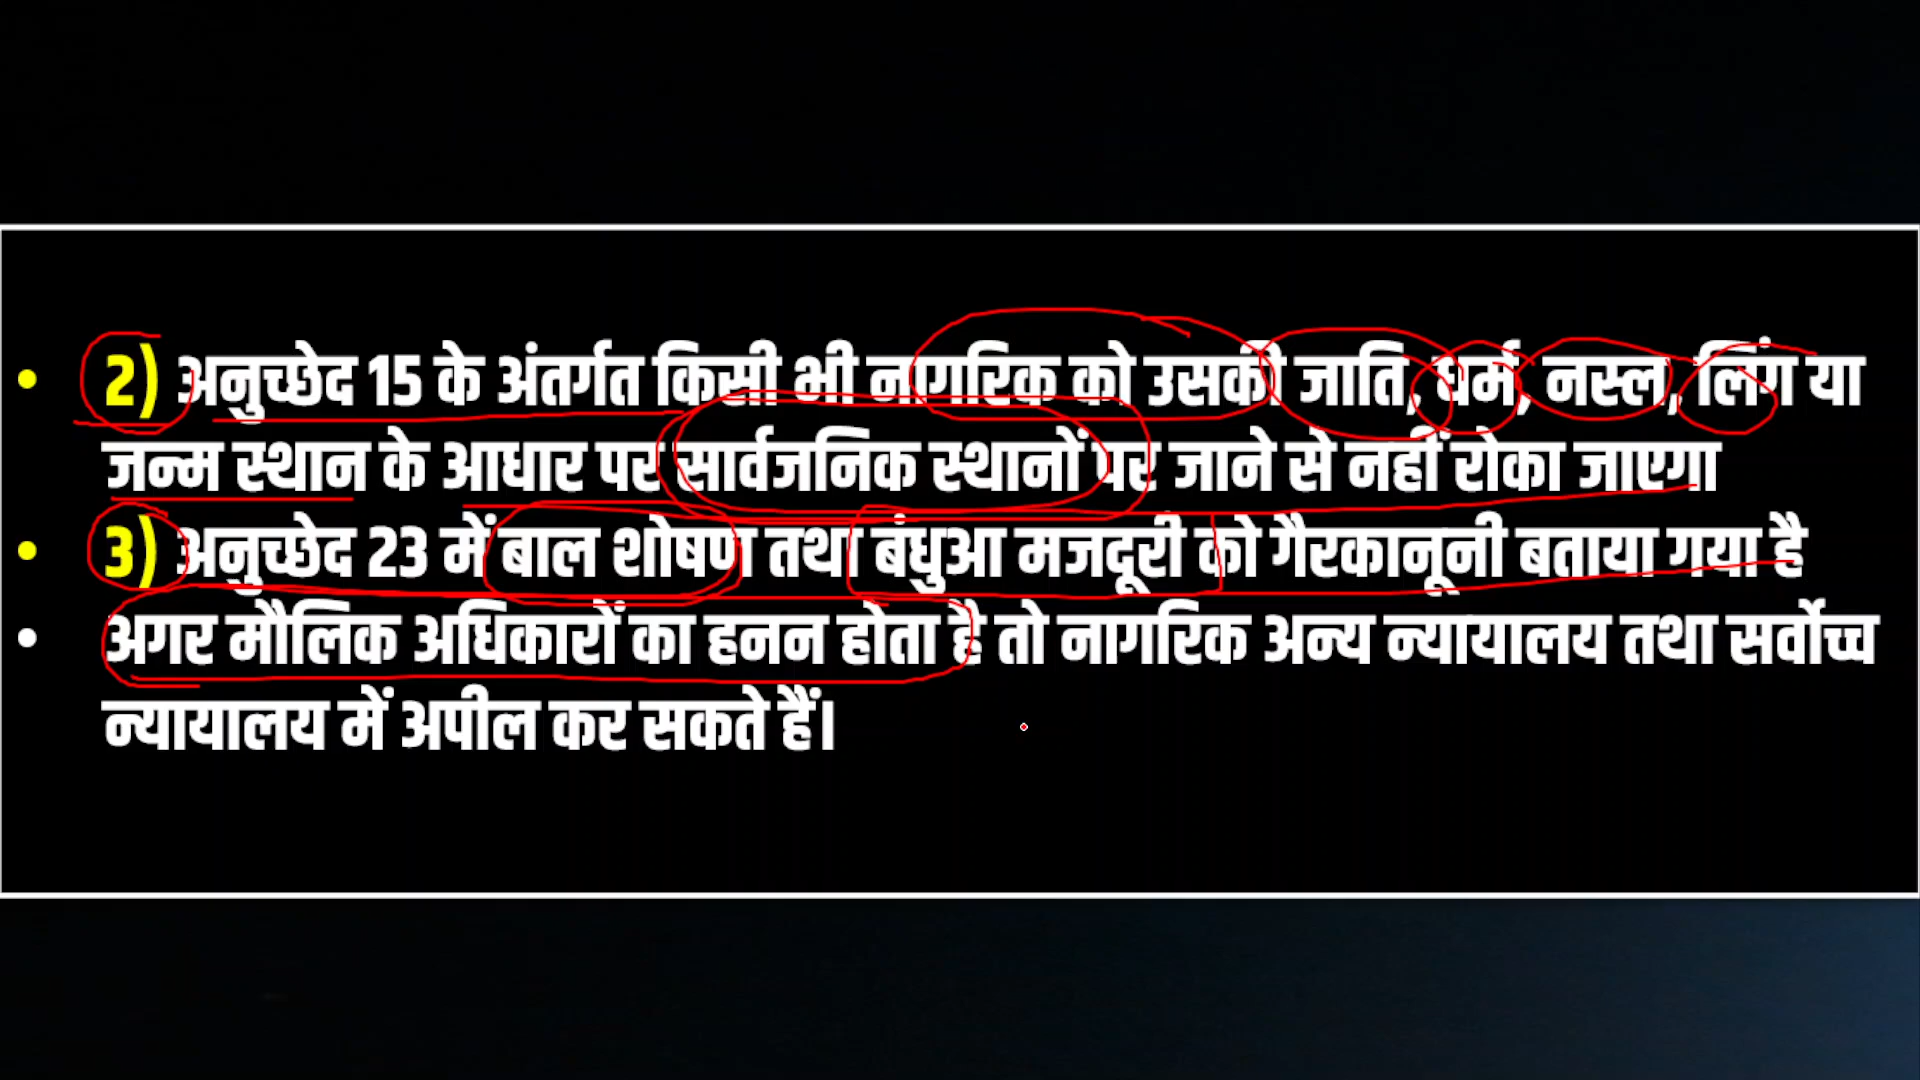 • 2) अनुच्छेद 15 के अंतर्गत किसी भी नागरिक को उसकी जाति, धर्म, नस्ल, लिंग या
जन्म स्थान के आधार पर सार्वजनिक स्थानों पर जाने से नहीं रोका जाएगा
• 3) अनुच्छेद 23 में बाल शोषण तथा बंधुआ मजदूरी को गैरकानूनी बताया गया है
• अगर मौलिक अधिकारों का हनन होता है तो नागरिक अन्य न्यायालय तथा सर्वोच्च
न्यायालय में अपील कर सकते हैं।